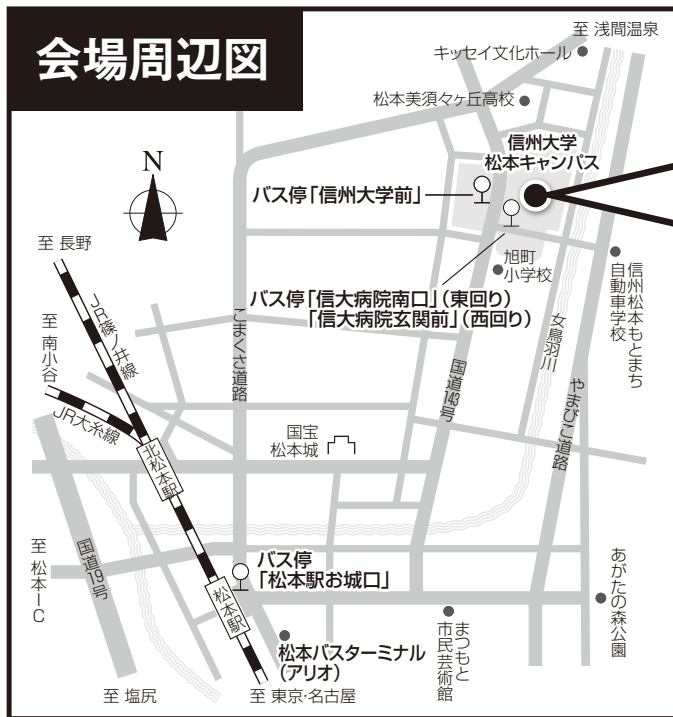 会場周辺図
至 浅間温泉
キッセイ文化ホール
松本美須々ヶ丘高校
信州大学
松本キャンパス
N
バス停「信州大学前」
至 長野
旭町
小学校
信州松本もとまち
自動車学校
バス停「信大病院南口」(東回り)
「信大病院玄関前」(西回り)
JR篠ノ井線
こまくさ道路
女鳥羽川
至 南小谷
国道143号
やまびこ道路
JR大糸線
国宝
松本城
北松本駅
至 松本IC
国道19号
バス停
「松本駅お城口」
あがたの森公園
松本駅
まつもと
市民芸術館
松本バスターミナル
(アリオ)
至 塩尻
至 東京・名古屋